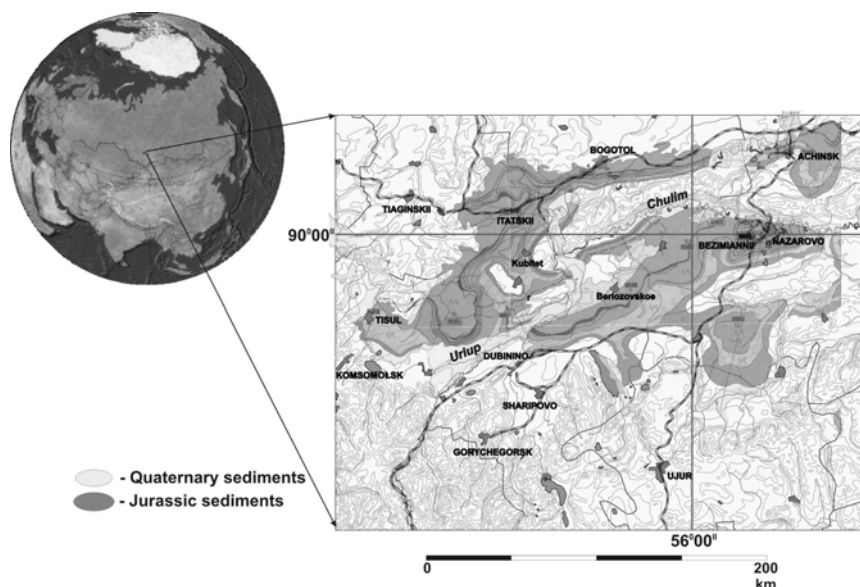 BOGOTOL
ACHINSK
TIAGINSKII
ITATSKII
Chulim
90°00"
BEZIMIANNII
NAZAROVO
Kubitet
Beriozovskoe
TISUL
Uriup
DUBININO
KOMSOMOLSK
SHARIPOVO
GORYCHEGORSK
UJUR
- Quaternary sediments
- Jurassic sediments
56°00"
0
200
km